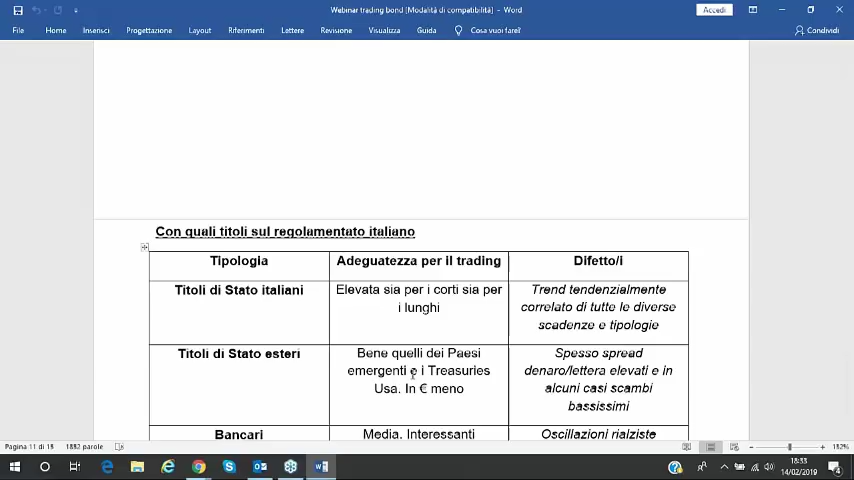 Webinar trading bond [Modalità di compatibilità] - Word
Accedi
File Home Inserisci Progettazione Layout Riferimenti Lettere Revisione Visualizza Guida Cosa vuoi fare? Condividi
Con quali titoli sul regolamentato italiano
Tipologia Adeguatezza per il trading Difetto/i
Titoli di Stato italiani
Elevata sia per i corti sia per
i lunghi
Trend tendenzialmente
correlato di tutte le diverse
scadenze e tipologie
Titoli di Stato esteri
Bene quelli dei Paesi
emergenti e i Treasuries
Usa. In € meno
Spesso spread
denaro/lettera elevati e in
alcuni casi scambi
bassissimi
Bancari Media. Interessanti Oscillazioni rialziste
Pagina 11 di 13 1882 parole
18:33
14/02/2019
4